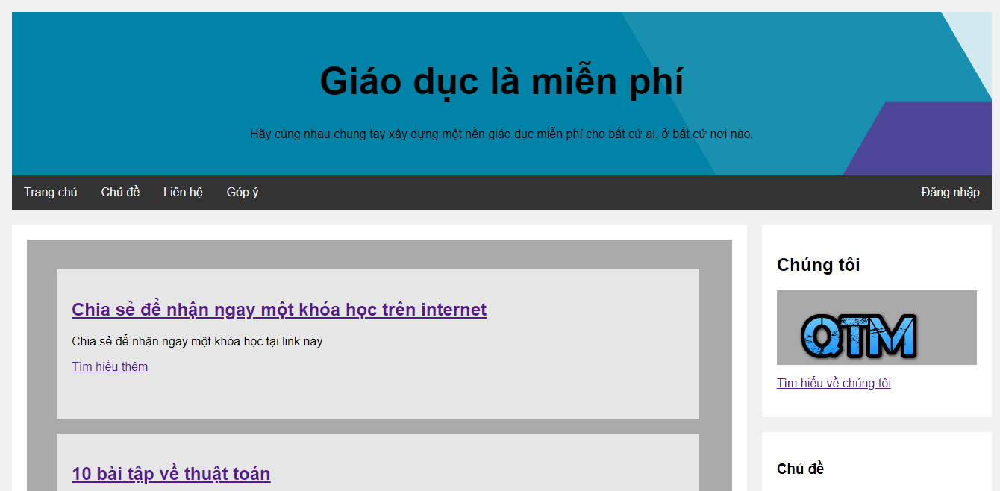 Giáo dục là miễn phí
Hãy cùng nhau chung tay xây dựng một nền giáo dục miễn phí cho bất cứ ai, ở bất cứ nơi nào.
Trang chủ
Chủ đề
Liên hệ
Góp ý
Đăng nhập
Chia sẻ để nhận ngay một khóa học trên internet
Chia sẻ để nhận ngay một khóa học tại link này
Tìm hiểu thêm
10 bài tập về thuật toán
Chúng tôi
QTM
Tìm hiểu về chúng tôi
Chủ đề